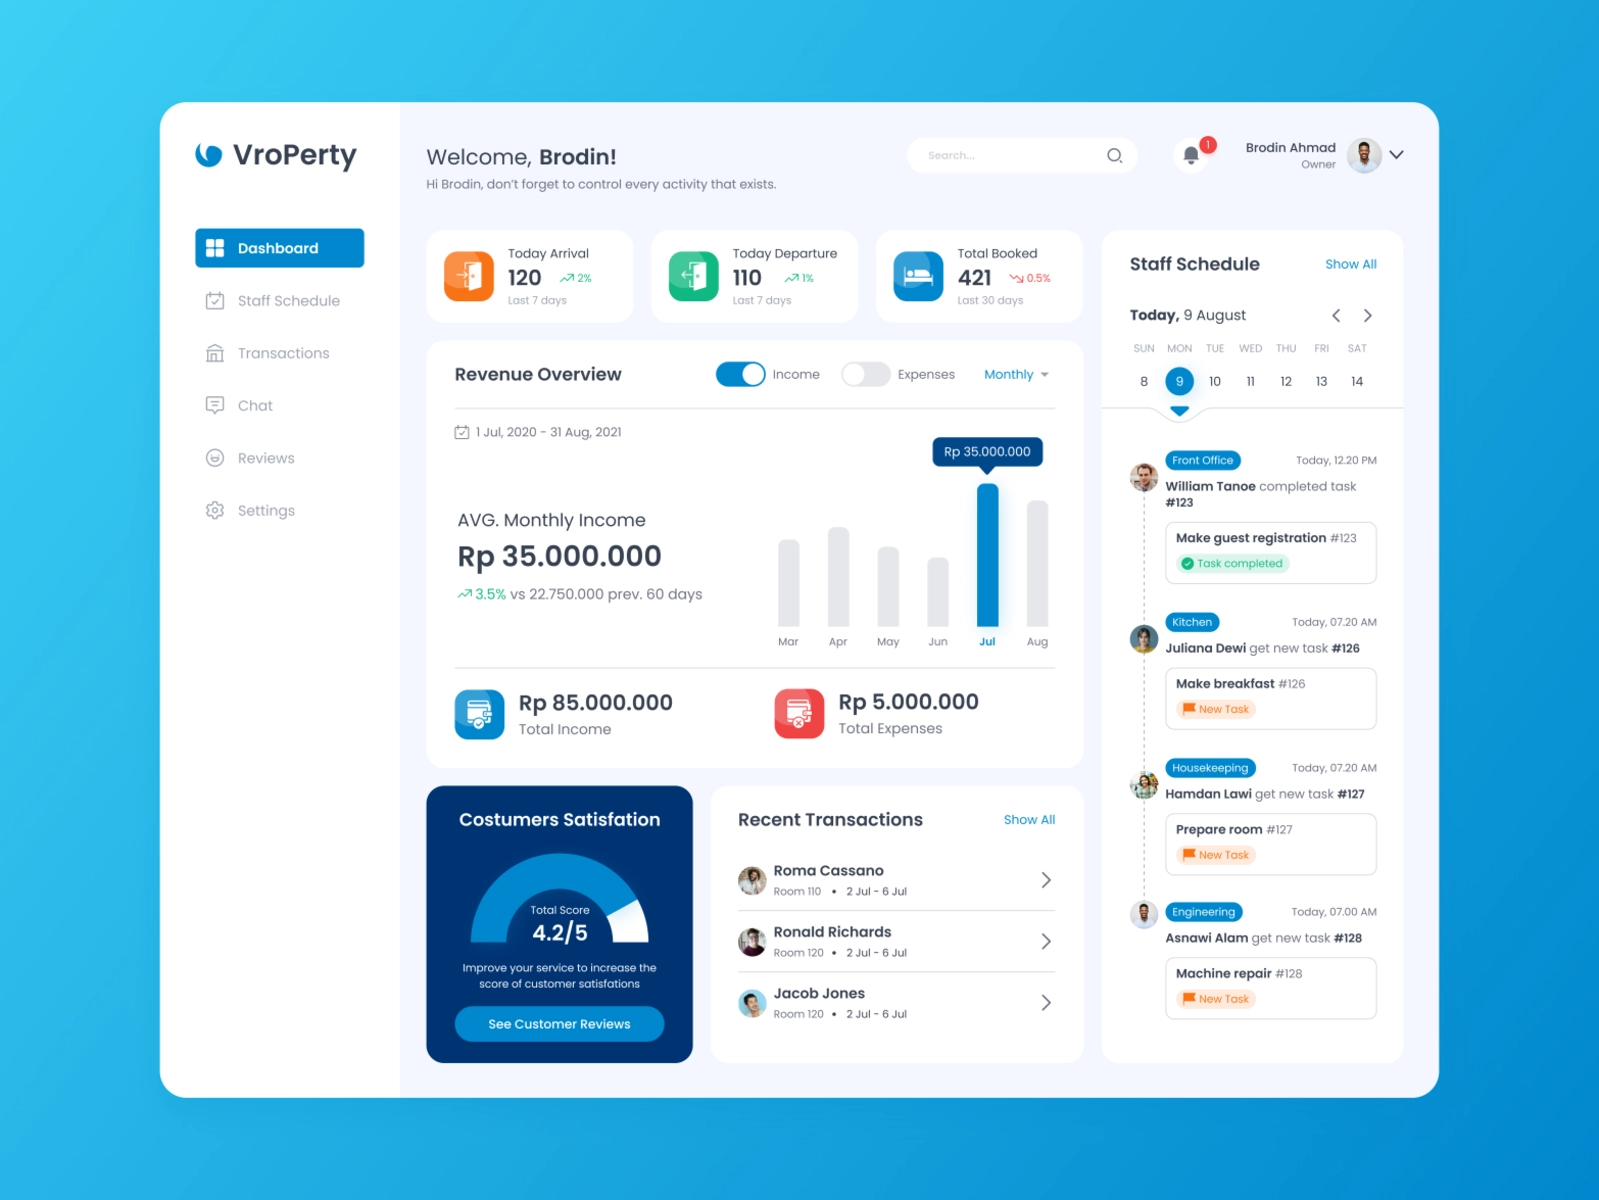 VroPerty
Dashboard
Staff Schedule
Transactions
Chat
Reviews
Settings
Welcome, Brodin!
Hi Brodin, don't forget to control every activity that exists.
Search...
1
Brodin Ahmad
Owner
Today Arrival
120 2%
Last 7 days
Today Departure
110 1%
Last 7 days
Total Booked
421 0.5%
Last 30 days
Revenue Overview
Income
Expenses
Monthly
1 Jul, 2020 - 31 Aug, 2021
AVG. Monthly Income
Rp 35.000.000
3.5% vs 22.750.000 prev. 60 days
Rp 35.000.000
Mar Apr May Jun Jul Aug
Rp 85.000.000
Total Income
Rp 5.000.000
Total Expenses
Costumers Satisfation
Total Score
4.2/5
Improve your service to increase the
score of customer satisfations
See Customer Reviews
Recent Transactions
Show All
Roma Cassano
Room 110 • 2 Jul - 6 Jul
Ronald Richards
Room 120 • 2 Jul - 6 Jul
Jacob Jones
Room 120 • 2 Jul - 6 Jul
Staff Schedule
Show All
Today, 9 August
SUN MON TUE WED THU FRI SAT
8 9 10 11 12 13 14
Front Office
Today, 12.20 PM
William Tanoe completed task
#123
Make guest registration #123
Task completed
Kitchen
Today, 07.20 AM
Juliana Dewi get new task #126
Make breakfast #126
New Task
Housekeeping
Today, 07.20 AM
Hamdan Lawi get new task #127
Prepare room #127
New Task
Engineering
Today, 07.00 AM
Asnawi Alam get new task #128
Machine repair #128
New Task